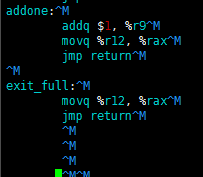 addone:^M
addq $1, %r9^M
movq %r12, %rax^M
jmp return^M
^M
exit_full:^M
movq %r12, %rax^M
jmp return^M
^M
^M
^M
^M^M